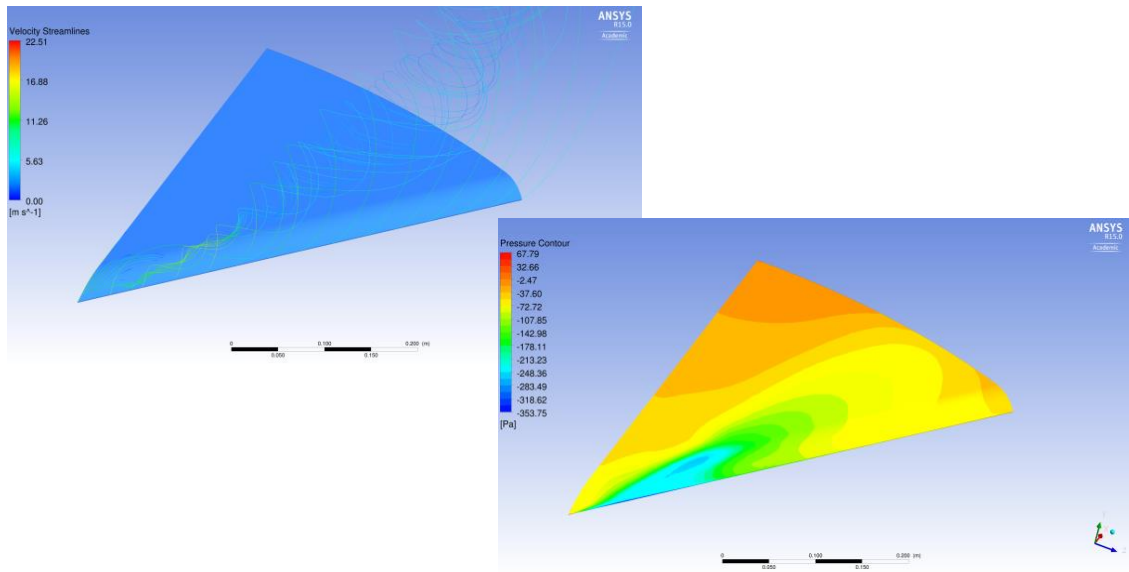 ANSYS
R15.0
Academic
Velocity Streamlines
22.51
16.88
11.26
5.63
0.00
[m s^-1]
0 0.100 0.200 (m)
0.050 0.150
ANSYS
R15.0
Academic
Pressure Contour
67.79
32.66
-2.47
-37.60
-72.72
-107.85
-142.98
-178.11
-213.23
-248.36
-283.49
-318.62
-353.75
[Pa]
0 0.100 0.200 (m)
0.050 0.150
Z